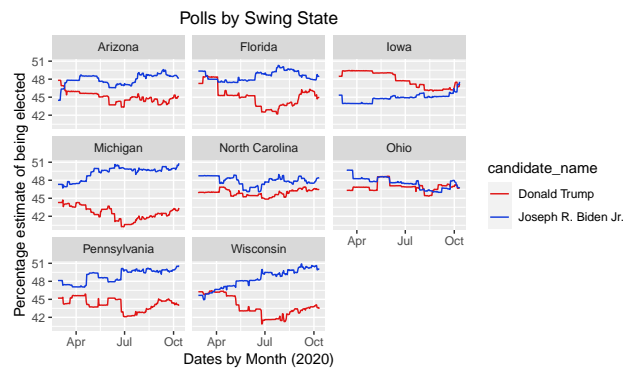 Polls by Swing State
Percentage estimate of being elected
Arizona
Florida
Iowa
51
48
45
42
Michigan
North Carolina
Ohio
51
48
45
42
Pennsylvania
Wisconsin
51
48
45
42
Apr
Jul
Oct
Apr
Jul
Oct
Apr
Jul
Oct
Dates by Month (2020)
candidate_name
Donald Trump
Joseph R. Biden Jr.